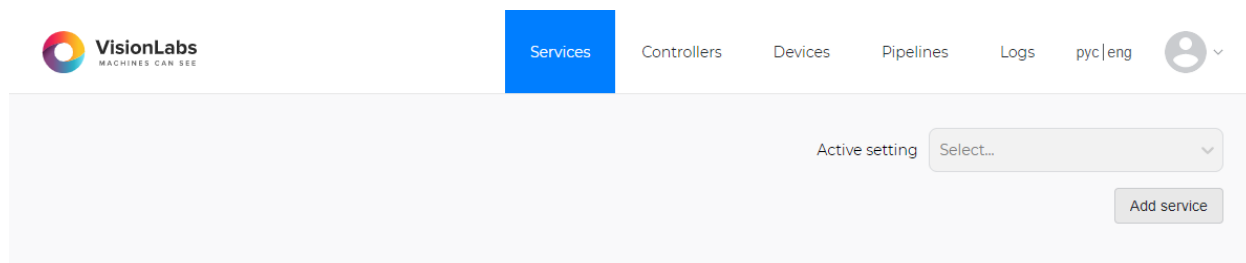 VisionLabs
MACHINES CAN SEE
Services Controllers Devices Pipelines Logs рус|eng
Active setting Select...
Add service